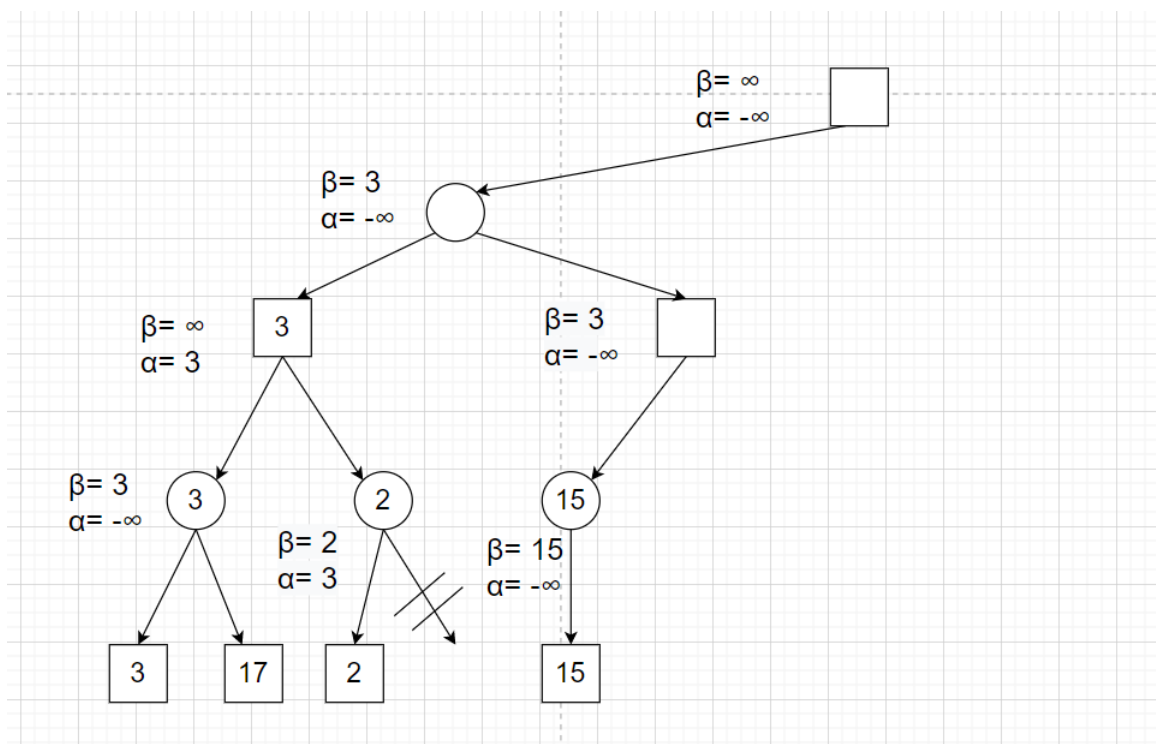 β= ∞
α= -∞
β= 3
α= -∞
β= ∞
α= 3
3
β= 3
α= -∞
β= 3
α= -∞
3
2
15
β= 2
α= 3
β= 15
α= -∞
3
17
2
15